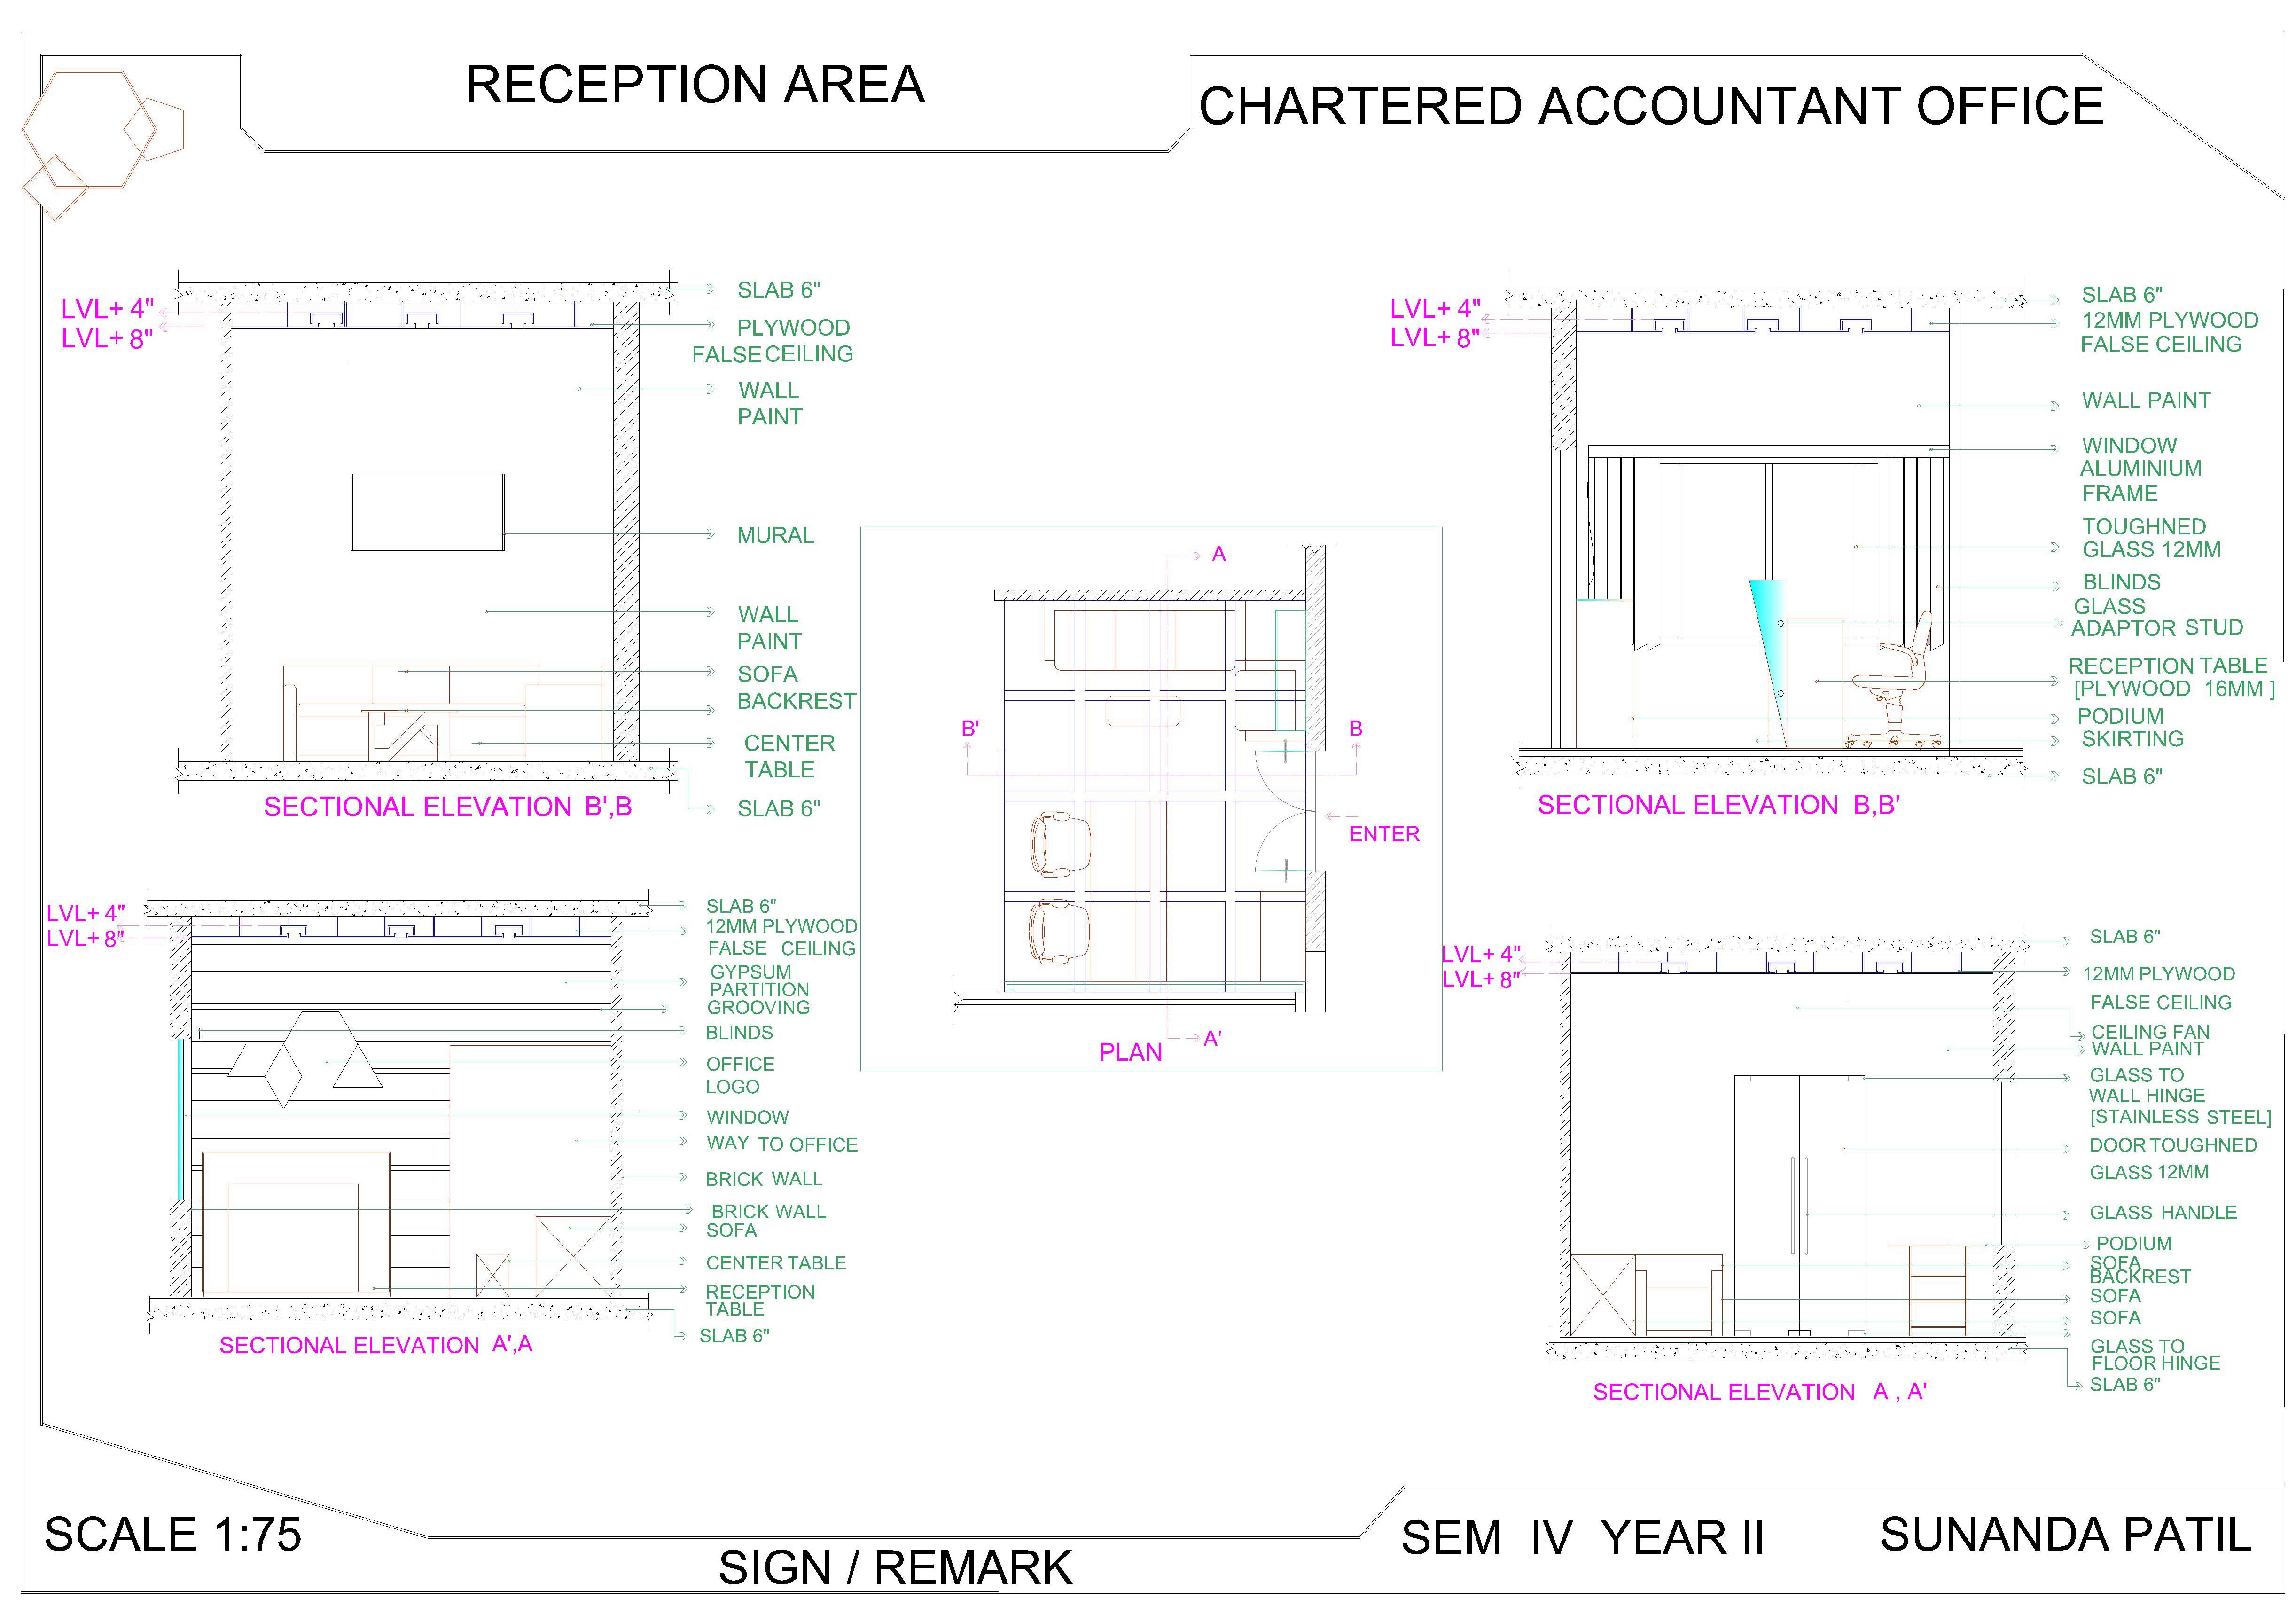 RECEPTION AREA
CHARTERED ACCOUNTANT OFFICE
LVL+ 4"
LVL+ 8"
SLAB 6"
PLYWOOD
FALSE CEILING
WALL
PAINT
MURAL
WALL
PAINT
SOFA
BACKREST
CENTER
TABLE
SLAB 6"
SECTIONAL ELEVATION B',B
A
B'
B
ENTER
A'
PLAN
LVL+ 4"
LVL+ 8"
SLAB 6"
12MM PLYWOOD
FALSE CEILING
WALL PAINT
WINDOW
ALUMINIUM
FRAME
TOUGHNED
GLASS 12MM
BLINDS
GLASS
ADAPTOR STUD
RECEPTION TABLE
[PLYWOOD 16MM ]
PODIUM
SKIRTING
SLAB 6"
SECTIONAL ELEVATION B,B'
LVL+ 4"
LVL+ 8"
SLAB 6"
12MM PLYWOOD
FALSE CEILING
GYPSUM
PARTITION
GROOVING
BLINDS
OFFICE
LOGO
WINDOW
WAY TO OFFICE
BRICK WALL
BRICK WALL
SOFA
CENTER TABLE
RECEPTION
TABLE
SLAB 6"
SECTIONAL ELEVATION A',A
LVL+ 4"
LVL+ 8"
SLAB 6"
12MM PLYWOOD
FALSE CEILING
CEILING FAN
WALL PAINT
GLASS TO
WALL HINGE
[STAINLESS STEEL]
DOOR TOUGHNED
GLASS 12MM
GLASS HANDLE
PODIUM
SOFA
BACKREST
SOFA
SOFA
GLASS TO
FLOOR HINGE
SLAB 6"
SECTIONAL ELEVATION A , A'
SCALE 1:75
SIGN / REMARK
SEM IV YEAR II
SUNANDA PATIL